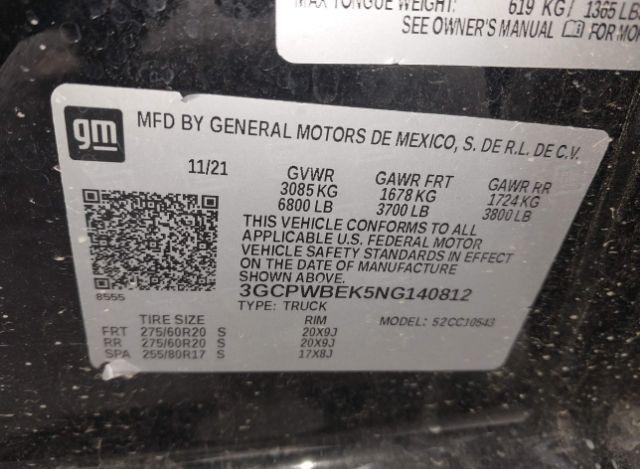 MAX TONGUE WEIGHT: 619 KG/ 1365 LB
SEE OWNER'S MANUAL FOR MOR
gm
MFD BY GENERAL MOTORS DE MEXICO, S. DE R.L. DE C.V.
11/21 GVWR GAWR FRT GAWR RR
3085 KG 1678 KG 1724 KG
6800 LB 3700 LB 3800 LB
THIS VEHICLE CONFORMS TO ALL
APPLICABLE U.S. FEDERAL MOTOR
VEHICLE SAFETY STANDARDS IN EFFECT
ON THE DATE OF MANUFACTURE
SHOWN ABOVE.
8555 3GCPWBEK5NG140812
TYPE: TRUCK
TIRE SIZE RIM MODEL: 52CC10543
FRT 275/60R20 S 20X9J
RR 275/60R20 S 20X9J
SPA 255/80R17 S 17X8J